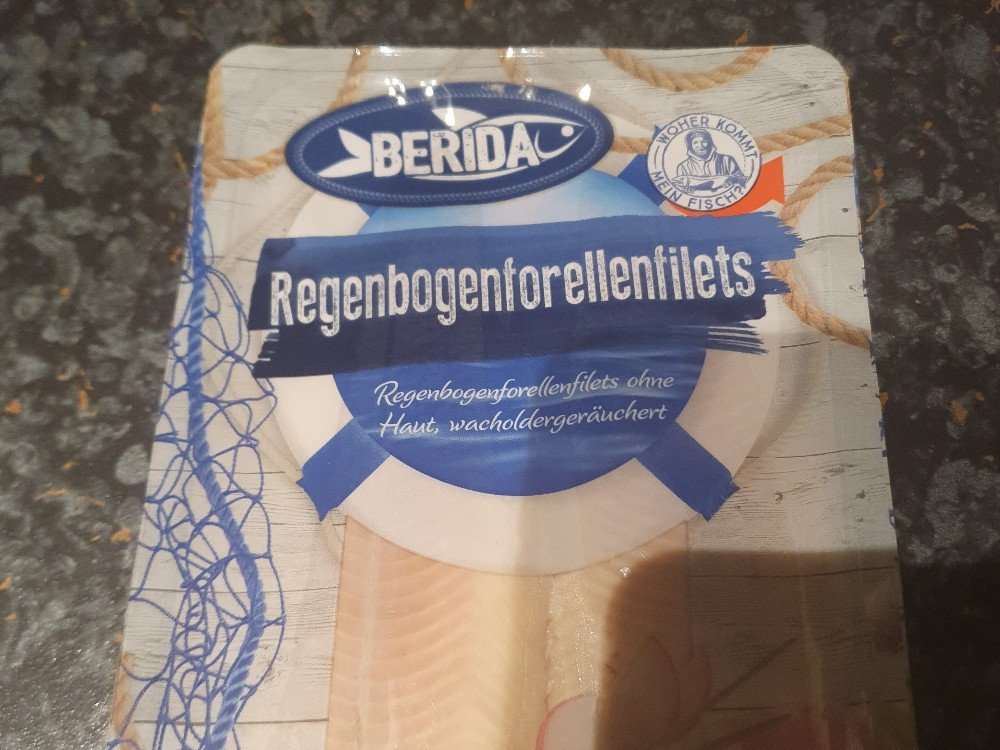 BERIDA
WOHER KOMMT
MEIN FISCH?
Regenbogenforellenfilets
Regenbogenforellenfilets ohne
Haut, wacholdergeräuchert